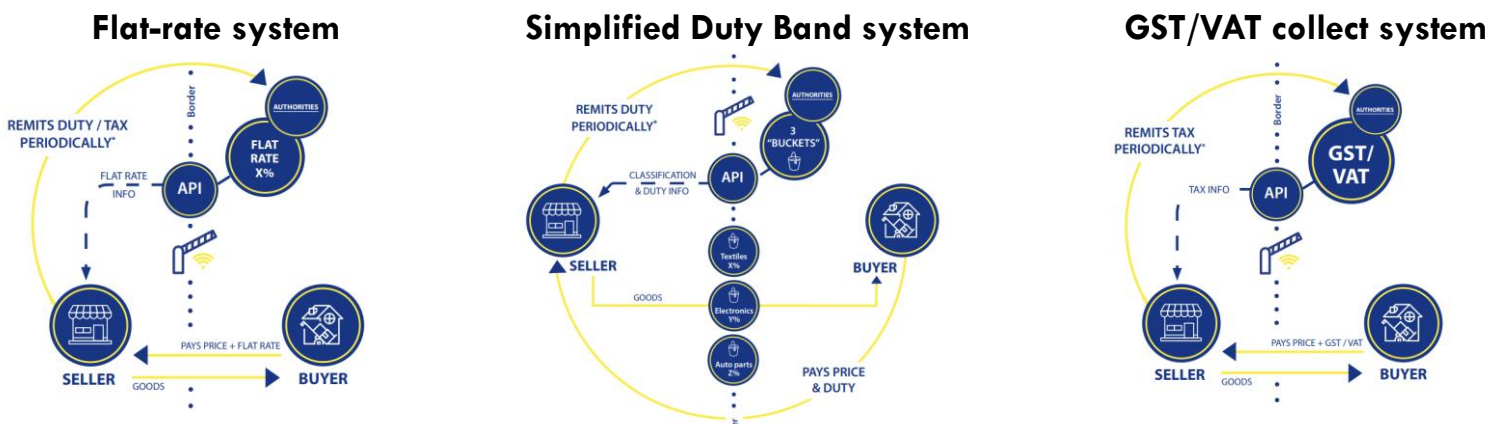 Flat-rate system
Border
AUTHORITIES
REMITS DUTY / TAX
PERIODICALLY*
FLAT
RATE
X%
FLAT RATE
INFO
API
PAYS PRICE + FLAT RATE
SELLER
GOODS
BUYER
Simplified Duty Band system
AUTHORITIES
REMITS DUTY
PERIODICALLY*
3
"BUCKETS"
CLASSIFICATION
& DUTY INFO
API
SELLER
Textiles
X%
BUYER
GOODS
Electronics
Y%
Auto parts
Z%
PAYS PRICE
& DUTY
GST/VAT collect system
Border
AUTHORITIES
REMITS TAX
PERIODICALLY*
GST/
VAT
TAX INFO
API
PAYS PRICE + GST / VAT
SELLER
GOODS
BUYER